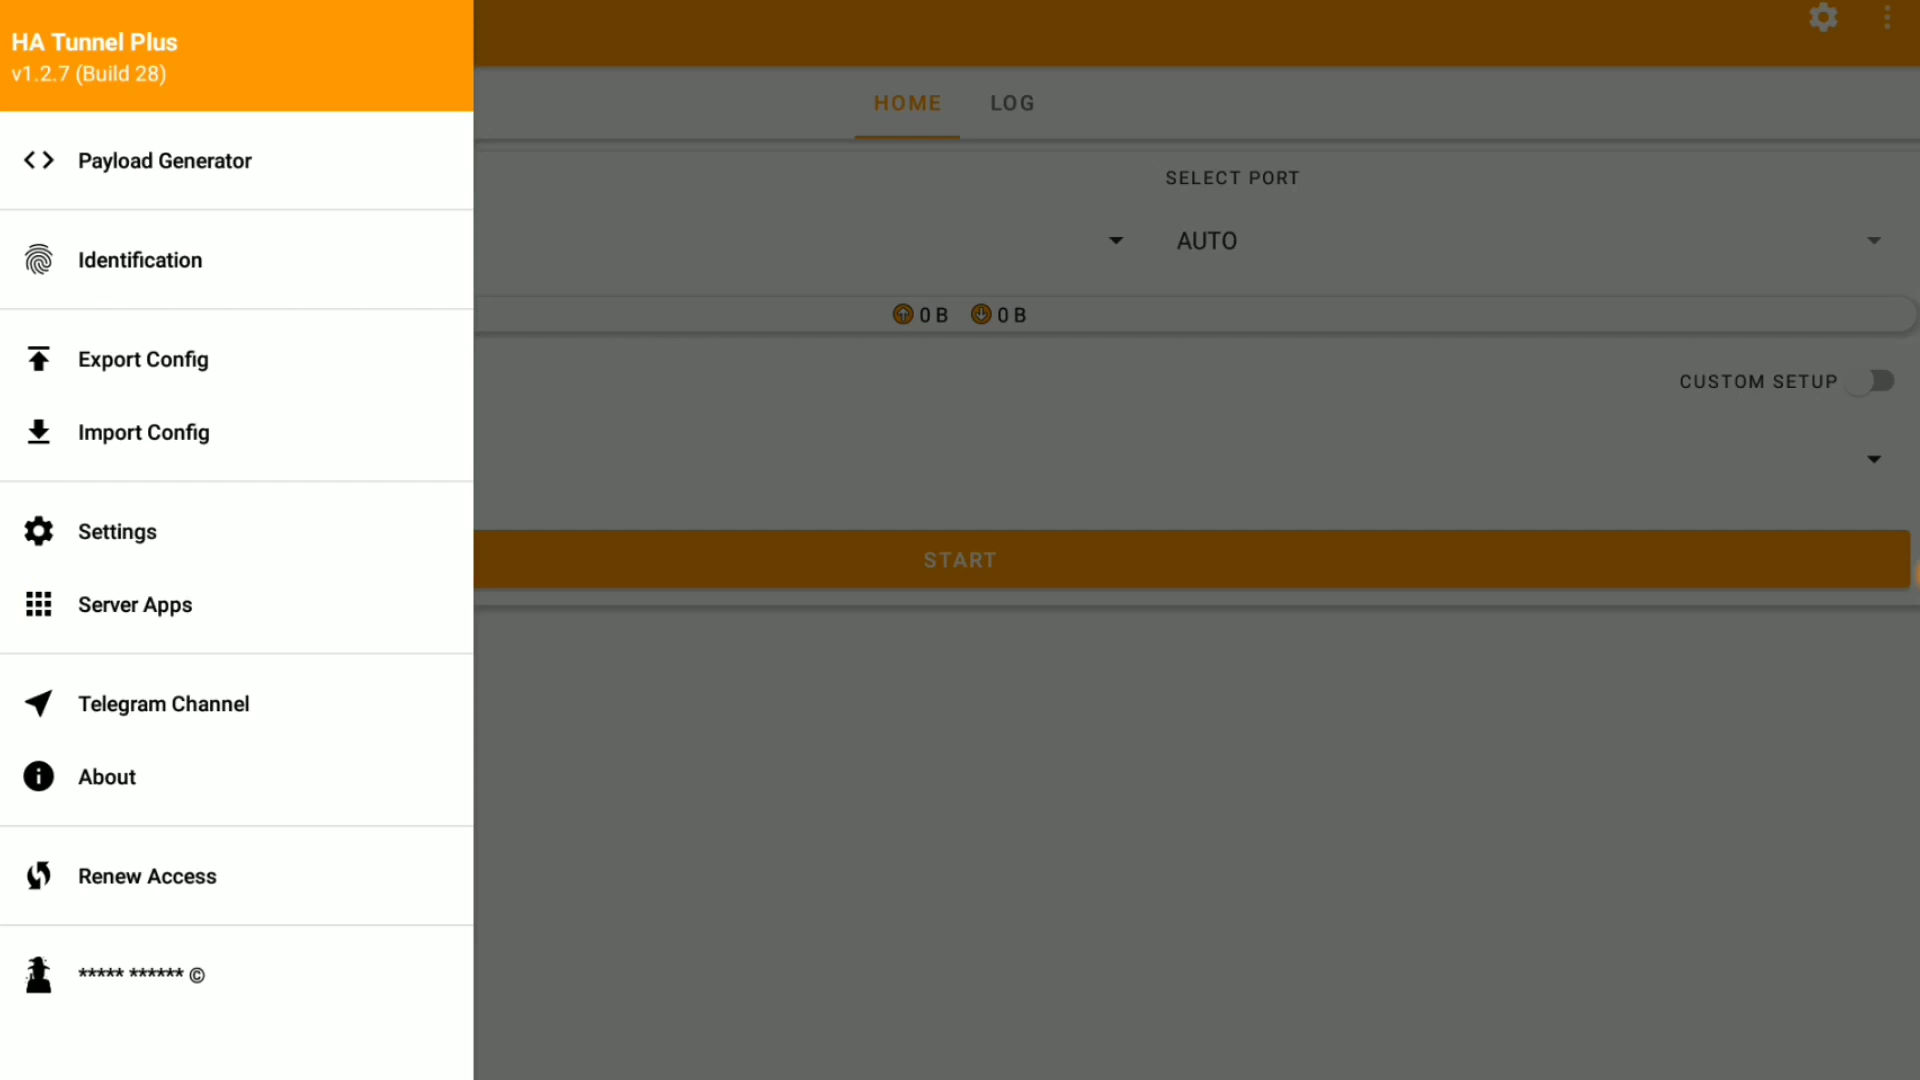 HA Tunnel Plus
v1.2.7 (Build 28)
Payload Generator
Identification
Export Config
Import Config
Settings
Server Apps
Telegram Channel
About
Renew Access
***** ****** ©
HOME
LOG
SELECT PORT
AUTO
0 B
0 B
CUSTOM SETUP
START